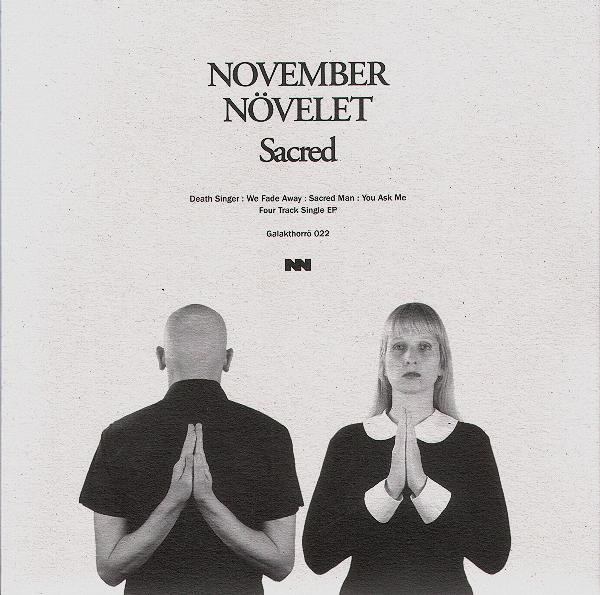 NOVEMBER
NÖVELET
Sacred
Death Singer : We Fade Away : Sacred Man : You Ask Me
Four Track Single EP
Galakthorrö 022
NN